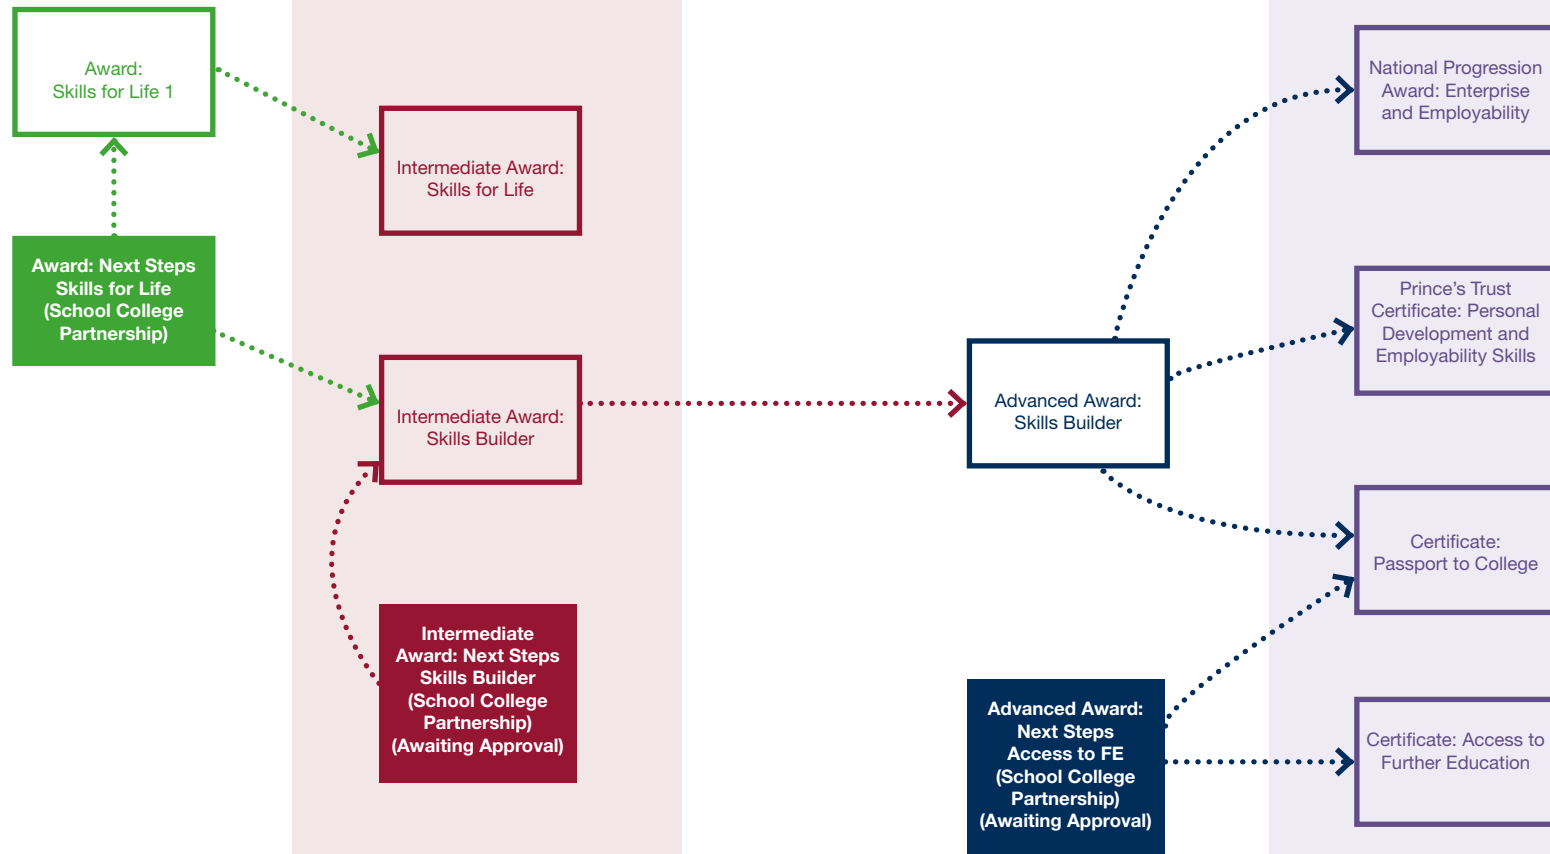 Award:
Skills for Life 1
Award: Next Steps
Skills for Life
(School College
Partnership)
Intermediate Award:
Skills for Life
Intermediate Award:
Skills Builder
Intermediate
Award: Next Steps
Skills Builder
(School College
Partnership)
(Awaiting Approval)
Advanced Award:
Skills Builder
Advanced Award:
Next Steps
Access to FE
(School College
Partnership)
(Awaiting Approval)
National Progression
Award: Enterprise
and Employability
Prince’s Trust
Certificate: Personal
Development and
Employability Skills
Certificate:
Passport to College
Certificate: Access to
Further Education